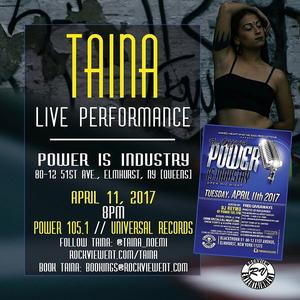 TAINA
LIVE PERFORMANCE
POWER IS INDUSTRY
80-12 51ST AVE., ELMHURST, NY (QUEENS)
APRIL 11, 2017
8PM
POWER 105.1 // UNIVERSAL RECORDS
FOLLOW TAINA: @TAINA_NOEMI
ROCKVIEWENT.COM/TAINA
BOOK TAINA: BOOKINGS@ROCKVIEWENT.COM
POWER
IS INDUSTRY
TUESDAY, APRIL 11th 2017